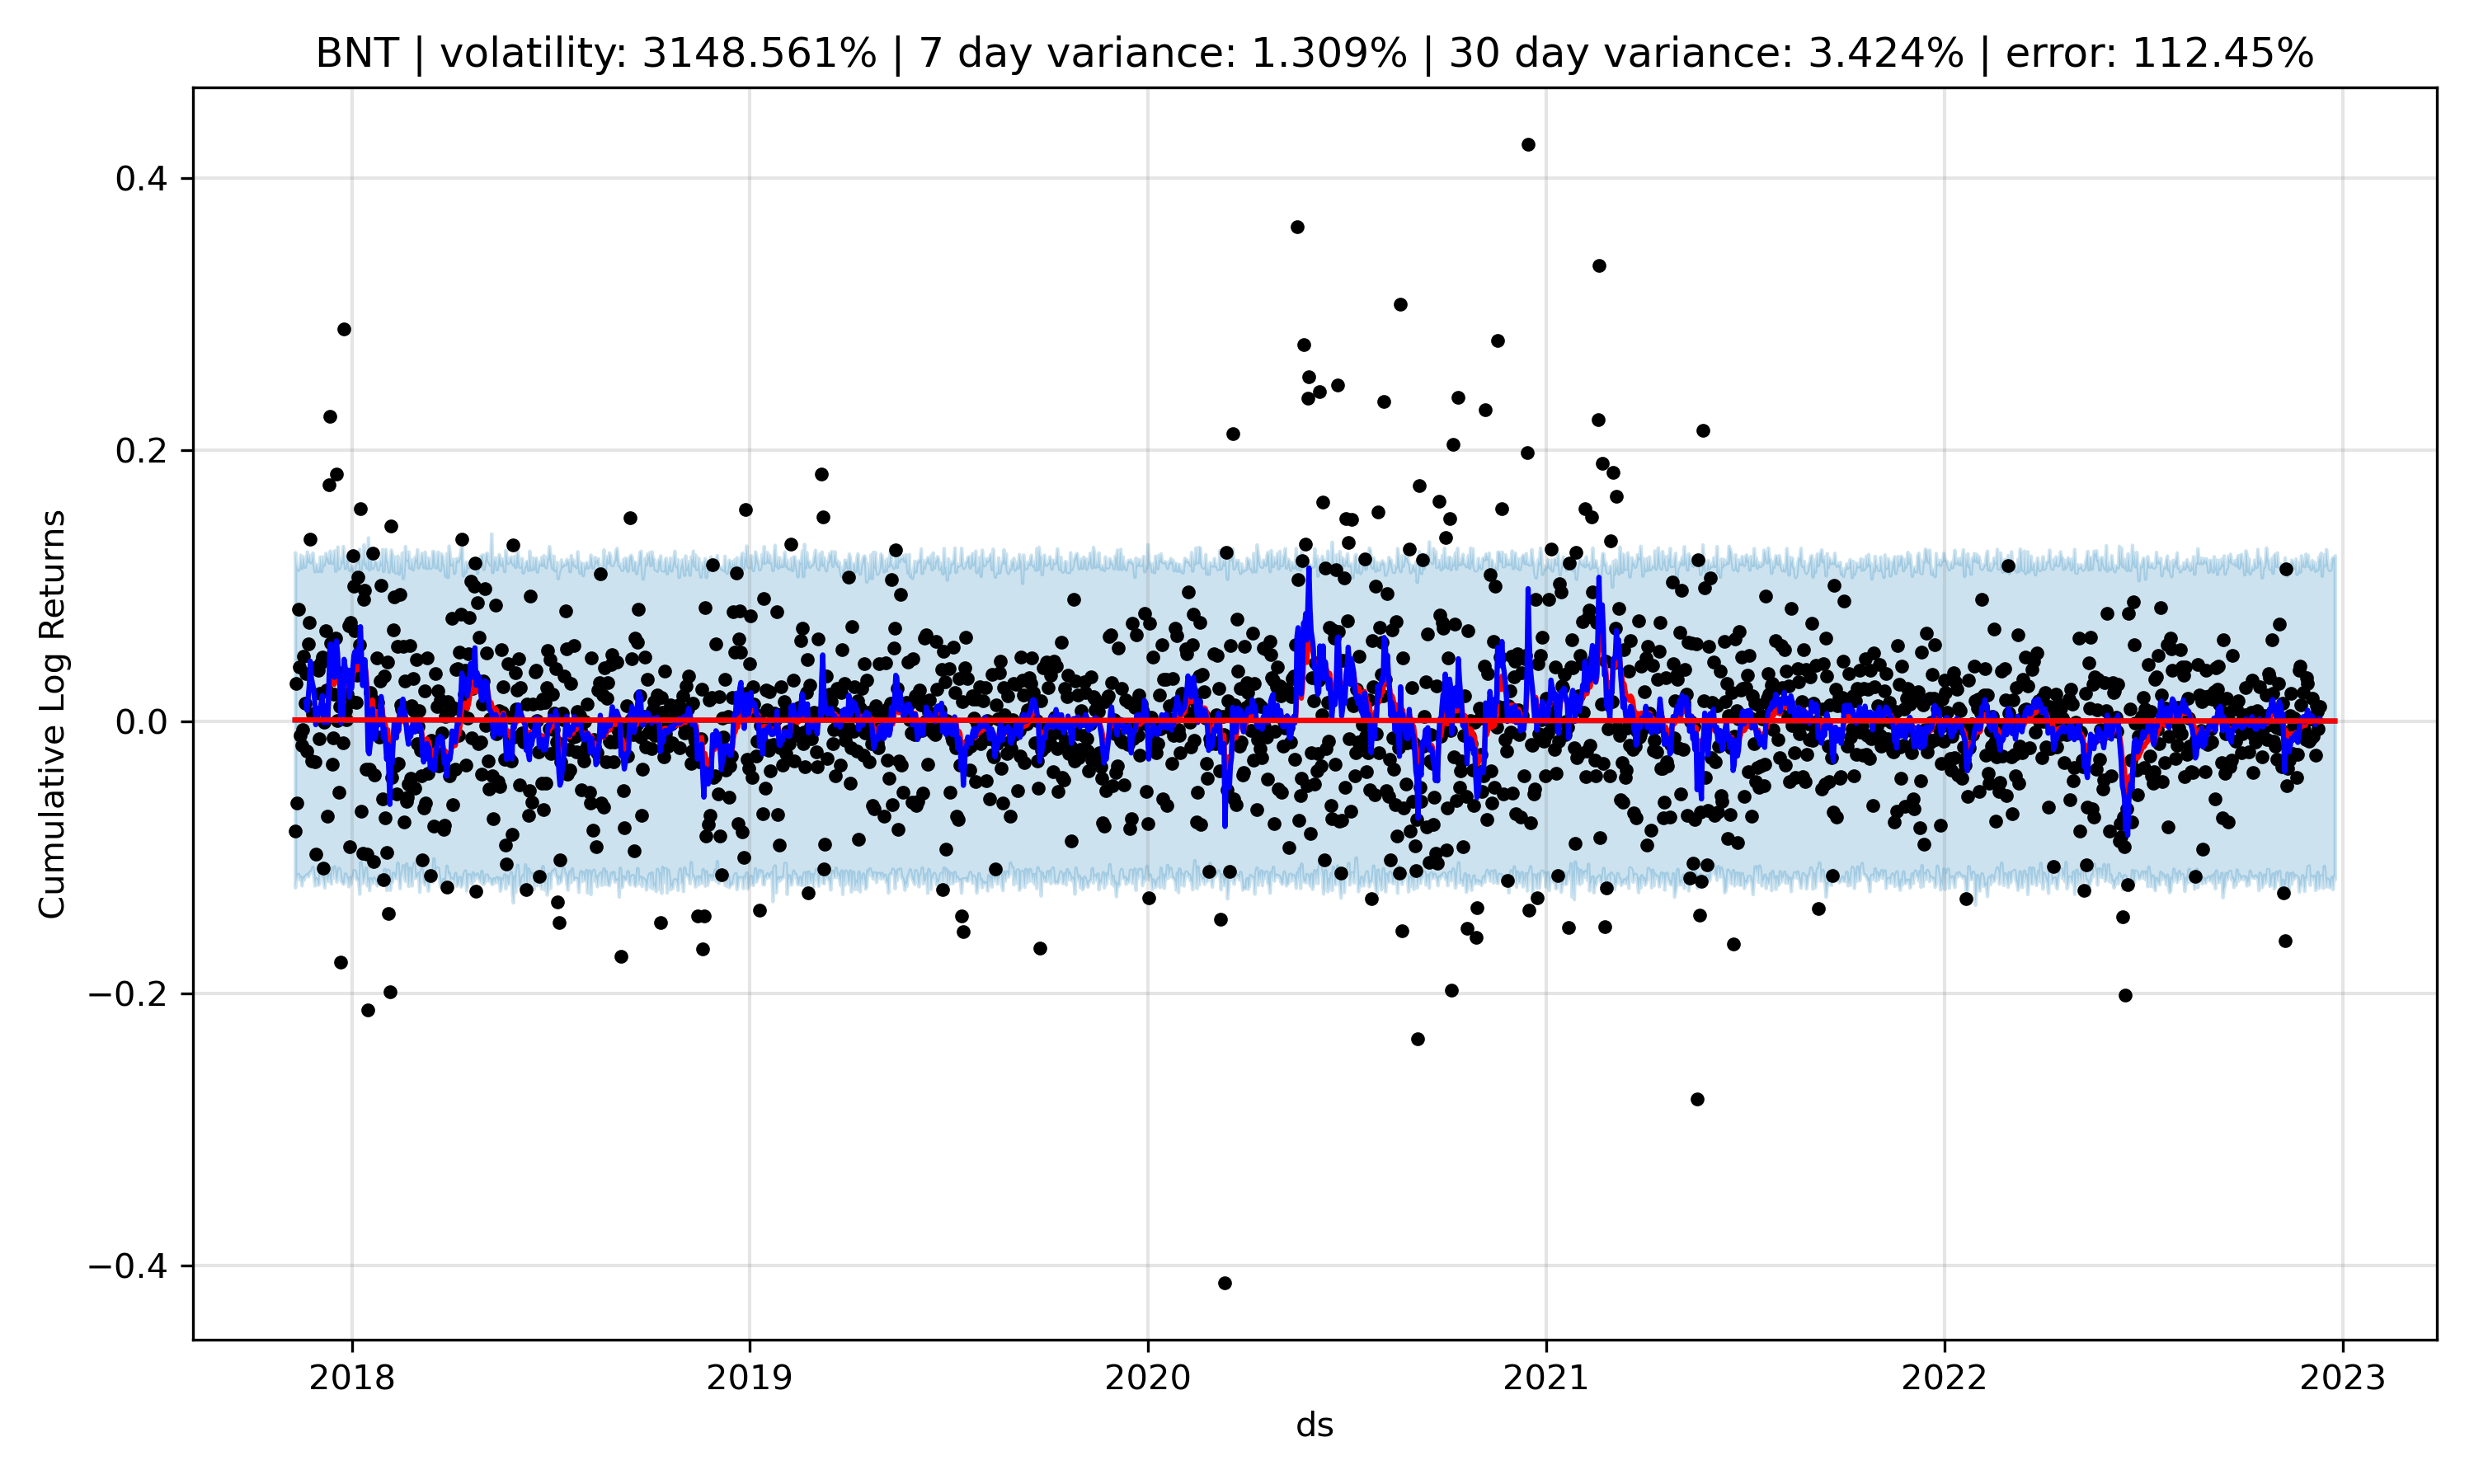 BNT | volatility: 3148.561% | 7 day variance: 1.309% | 30 day variance: 3.424% | error: 112.45%
Cumulative Log Returns
0.4
0.2
0.0
−0.2
−0.4
2018 2019 2020 2021 2022 2023
ds